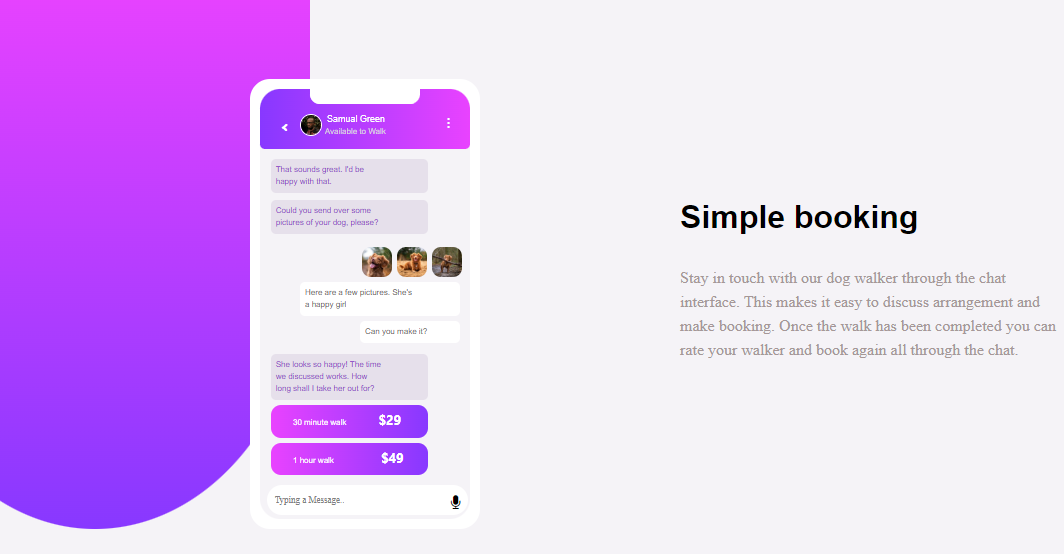 Samual Green
Available to Walk
That sounds great. I'd be
happy with that.
Could you send over some
pictures of your dog, please?
Here are a few pictures. She's
a happy girl
Can you make it?
She looks so happy! The time
we discussed works. How
long shall I take her out for?
30 minute walk $29
1 hour walk $49
Typing a Message..
Simple booking
Stay in touch with our dog walker through the chat
interface. This makes it easy to discuss arrangement and
make booking. Once the walk has been completed you can
rate your walker and book again all through the chat.